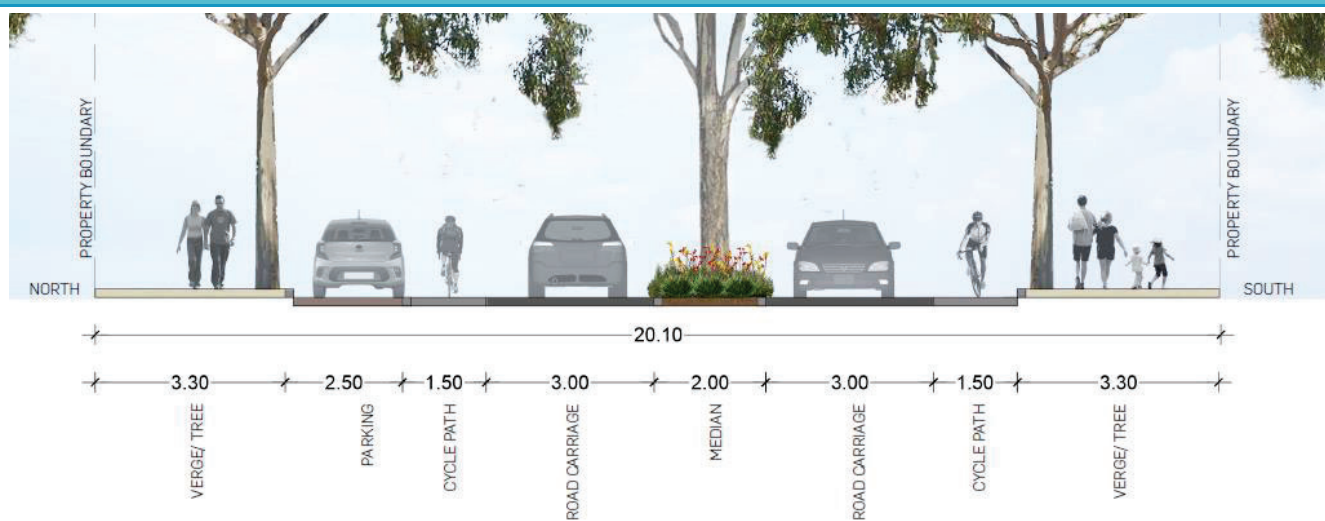 PROPERTY BOUNDARY
PROPERTY BOUNDARY
NORTH
SOUTH
20.10
3.30
2.50
1.50
3.00
2.00
3.00
1.50
3.30
VERGE/ TREE
PARKING
CYCLE PATH
ROAD CARRIAGE
MEDIAN
ROAD CARRIAGE
CYCLE PATH
VERGE/ TREE